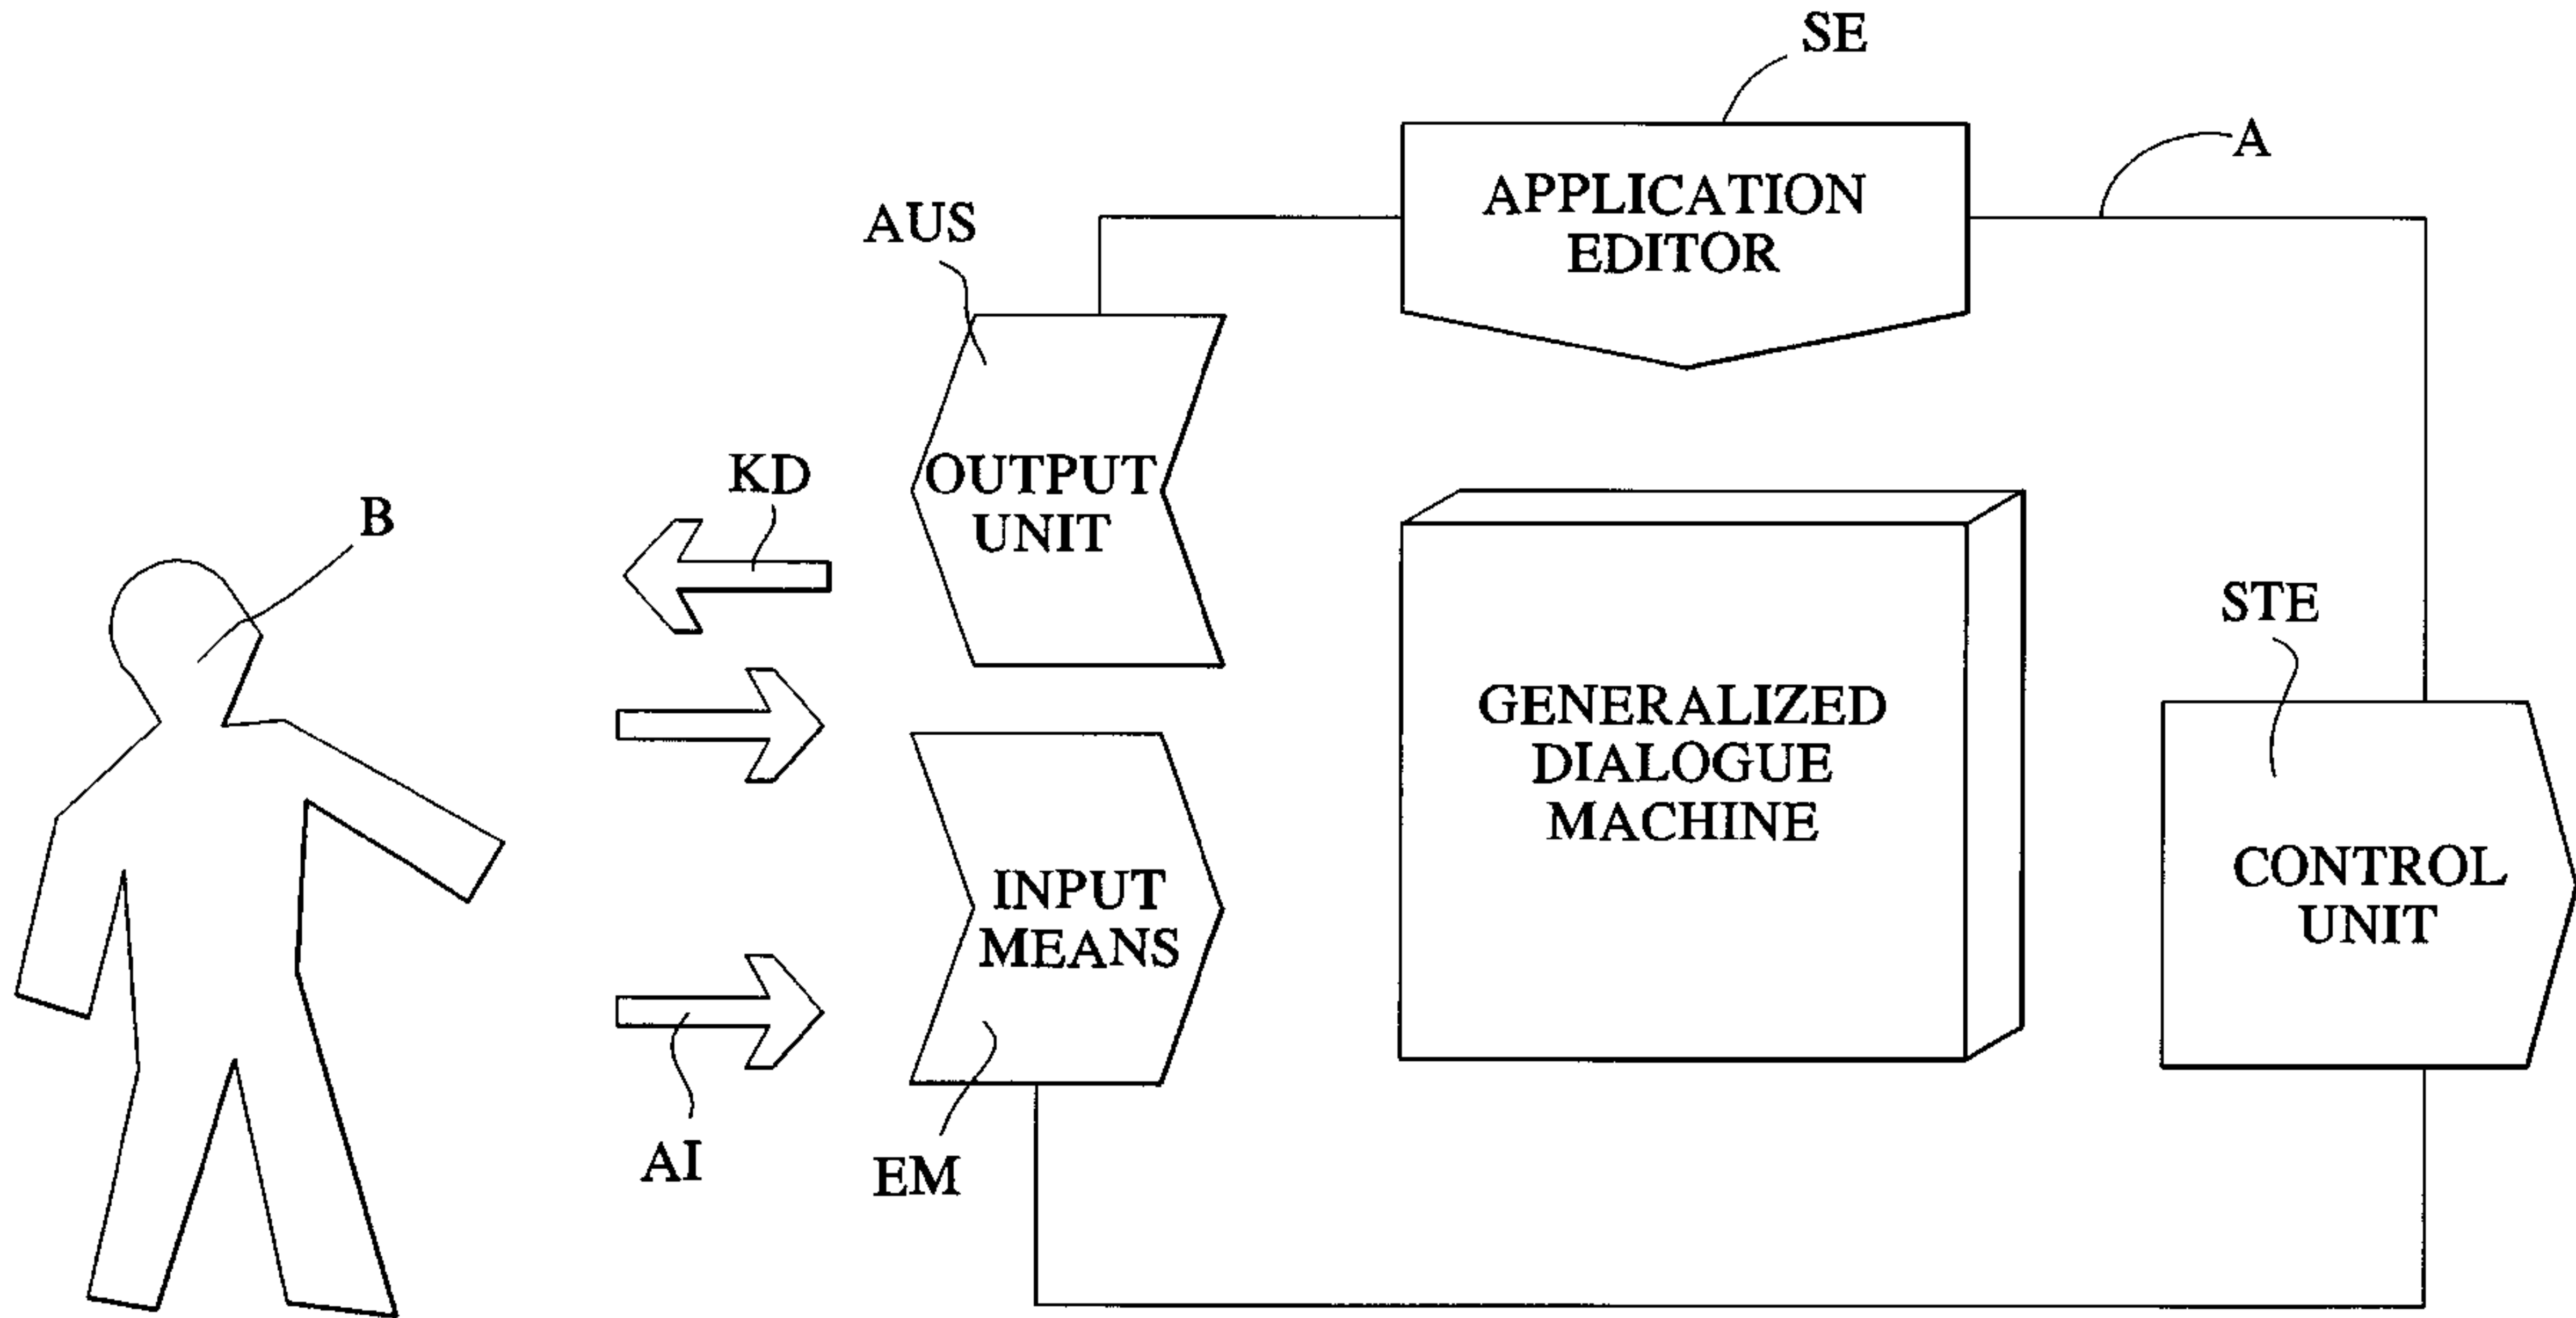 SE
A
APPLICATION
EDITOR
AUS
KD
OUTPUT
UNIT
B
STE
GENERALIZED
DIALOGUE
MACHINE
CONTROL
UNIT
INPUT
MEANS
AI
EM